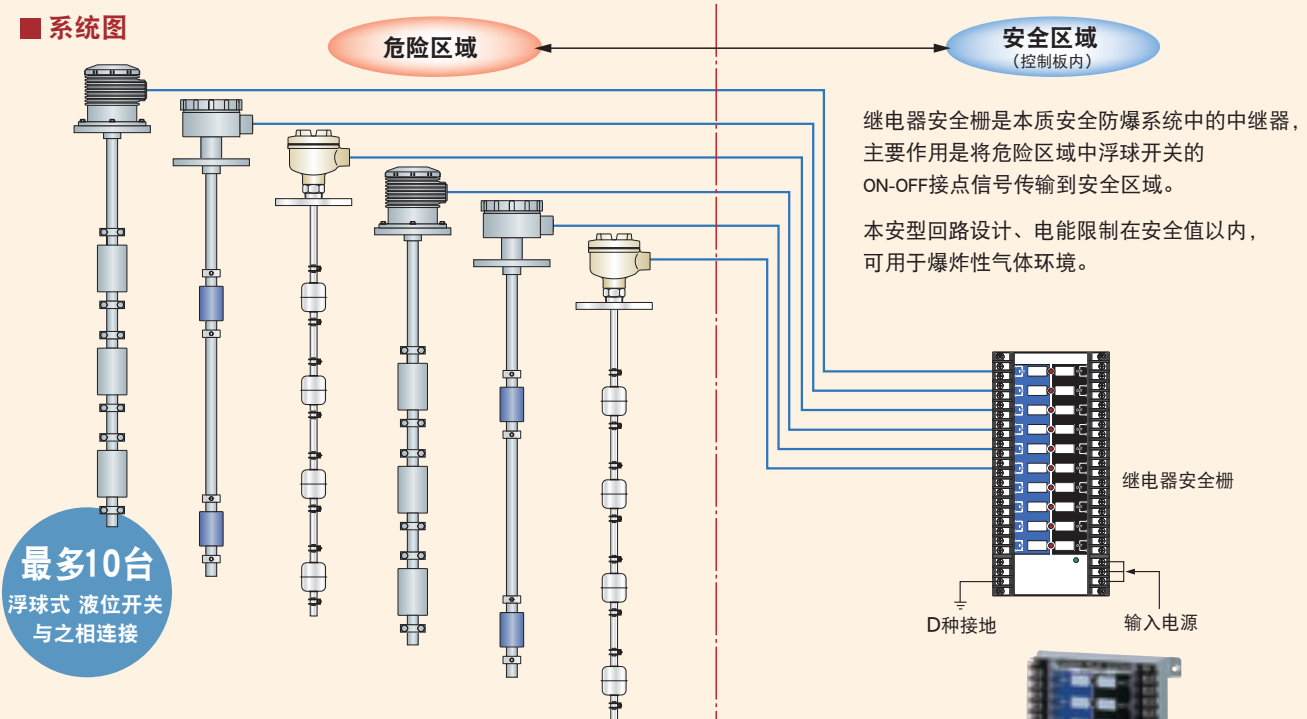 系统图
危险区域
安全区域
（控制板内）
继电器安全栅是本质安全防爆系统中的中继器，
主要作用是将危险区域中浮球开关的
ON-OFF接点信号传输到安全区域。
本安型回路设计、电能限制在安全值以内，
可用于爆炸性气体环境。
继电器安全栅
D种接地
输入电源
最多10台
浮球式 液位开关
与之相连接